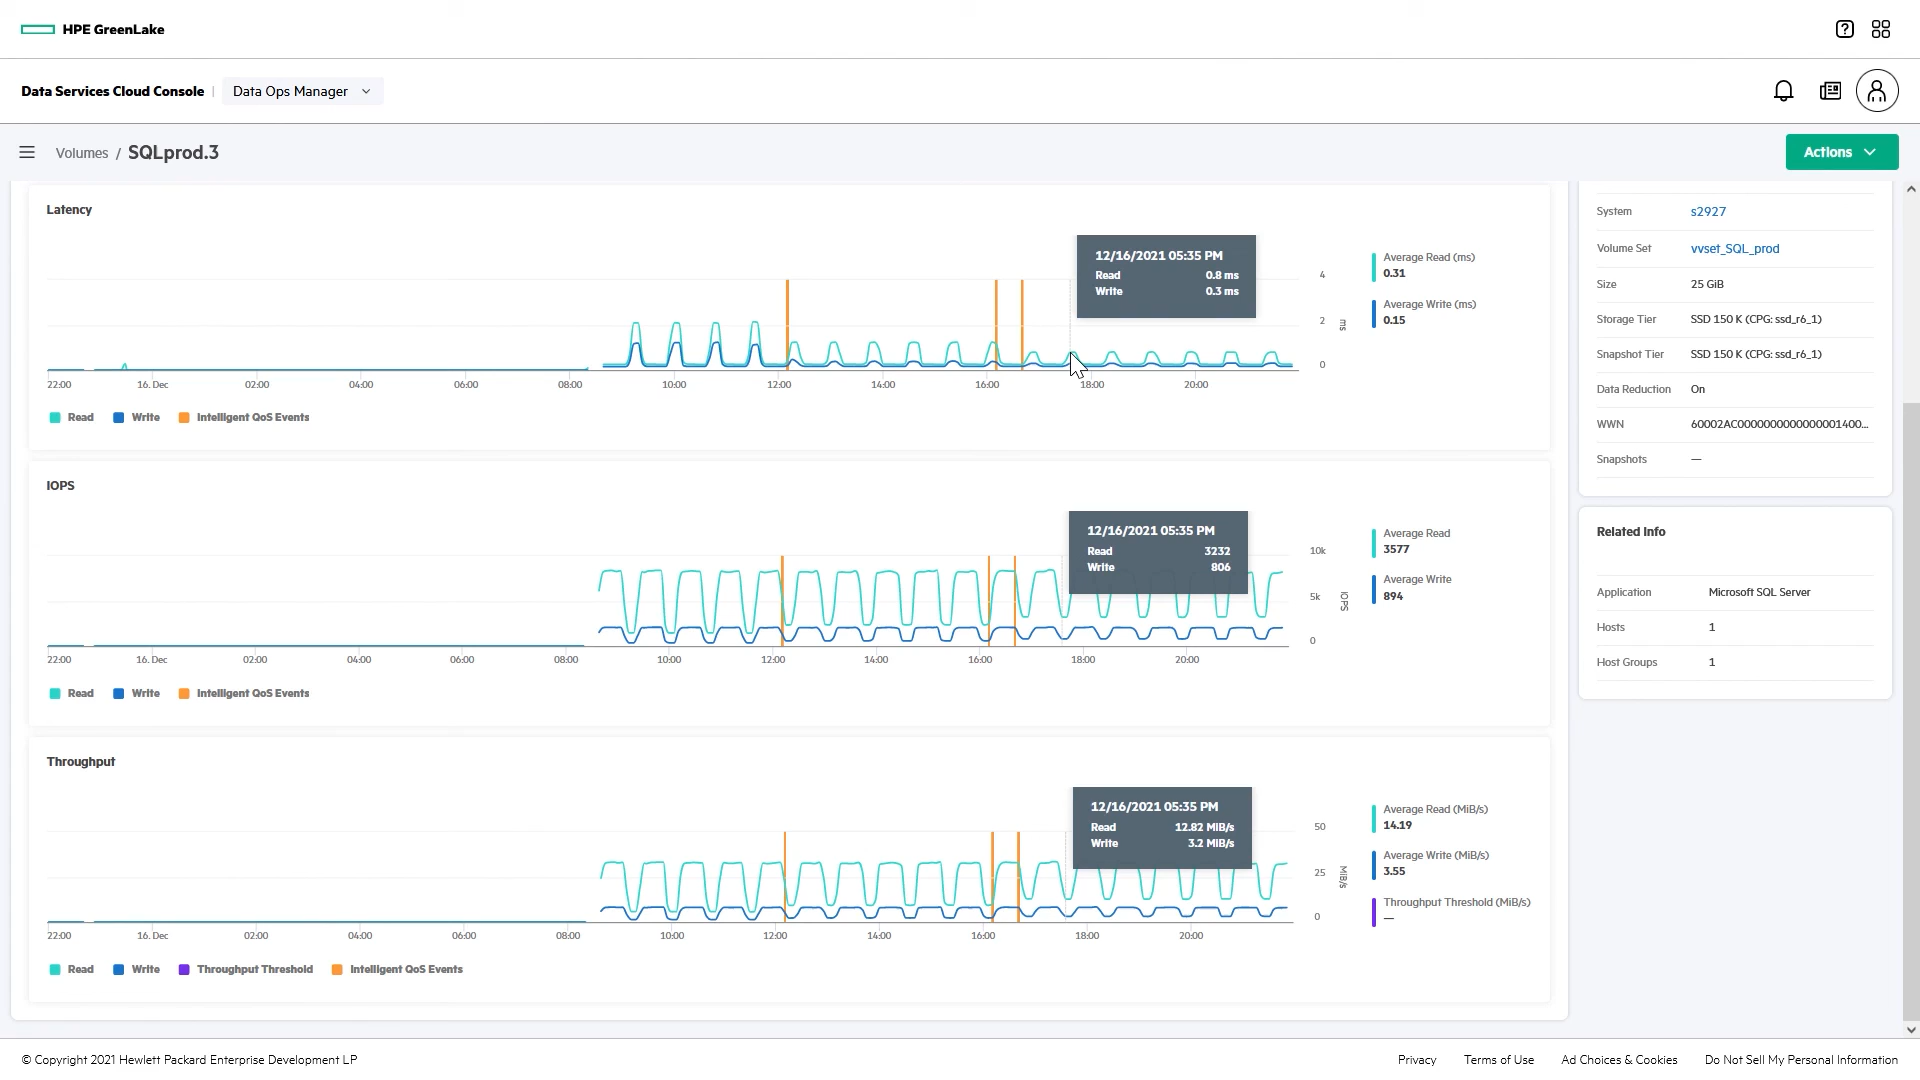 HPE GreenLake
Data Services Cloud Console | Data Ops Manager
Volumes / SQLprod.3
Actions
Latency
12/16/2021 05:35 PM
Read 0.8 ms
Write 0.3 ms
4
2
0
ms
Average Read (ms)
0.31
Average Write (ms)
0.15
22:00 16. Dec 02:00 04:00 06:00 08:00 10:00 12:00 14:00 16:00 18:00 20:00
Read Write Intelligent QoS Events
IOPS
12/16/2021 05:35 PM
Read 3232
Write 806
10k
5k
0
IOPS
Average Read
3577
Average Write
894
22:00 16. Dec 02:00 04:00 06:00 08:00 10:00 12:00 14:00 16:00 18:00 20:00
Read Write Intelligent QoS Events
Throughput
12/16/2021 05:35 PM
Read 12.82 MiB/s
Write 3.2 MiB/s
50
25
0
MiB/s
Average Read (MiB/s)
14.19
Average Write (MiB/s)
3.55
Throughput Threshold (MiB/s)
—
22:00 16. Dec 02:00 04:00 06:00 08:00 10:00 12:00 14:00 16:00 18:00 20:00
Read Write Throughput Threshold Intelligent QoS Events
System s2927
Volume Set vvset_SQL_prod
Size 25 GiB
Storage Tier SSD 150 K (CPG: ssd_r6_1)
Snapshot Tier SSD 150 K (CPG: ssd_r6_1)
Data Reduction On
WWN 60002AC0000000000000001400...
Snapshots —
Related Info
Application Microsoft SQL Server
Hosts 1
Host Groups 1
© Copyright 2021 Hewlett Packard Enterprise Development LP
Privacy Terms of Use Ad Choices & Cookies Do Not Sell My Personal Information